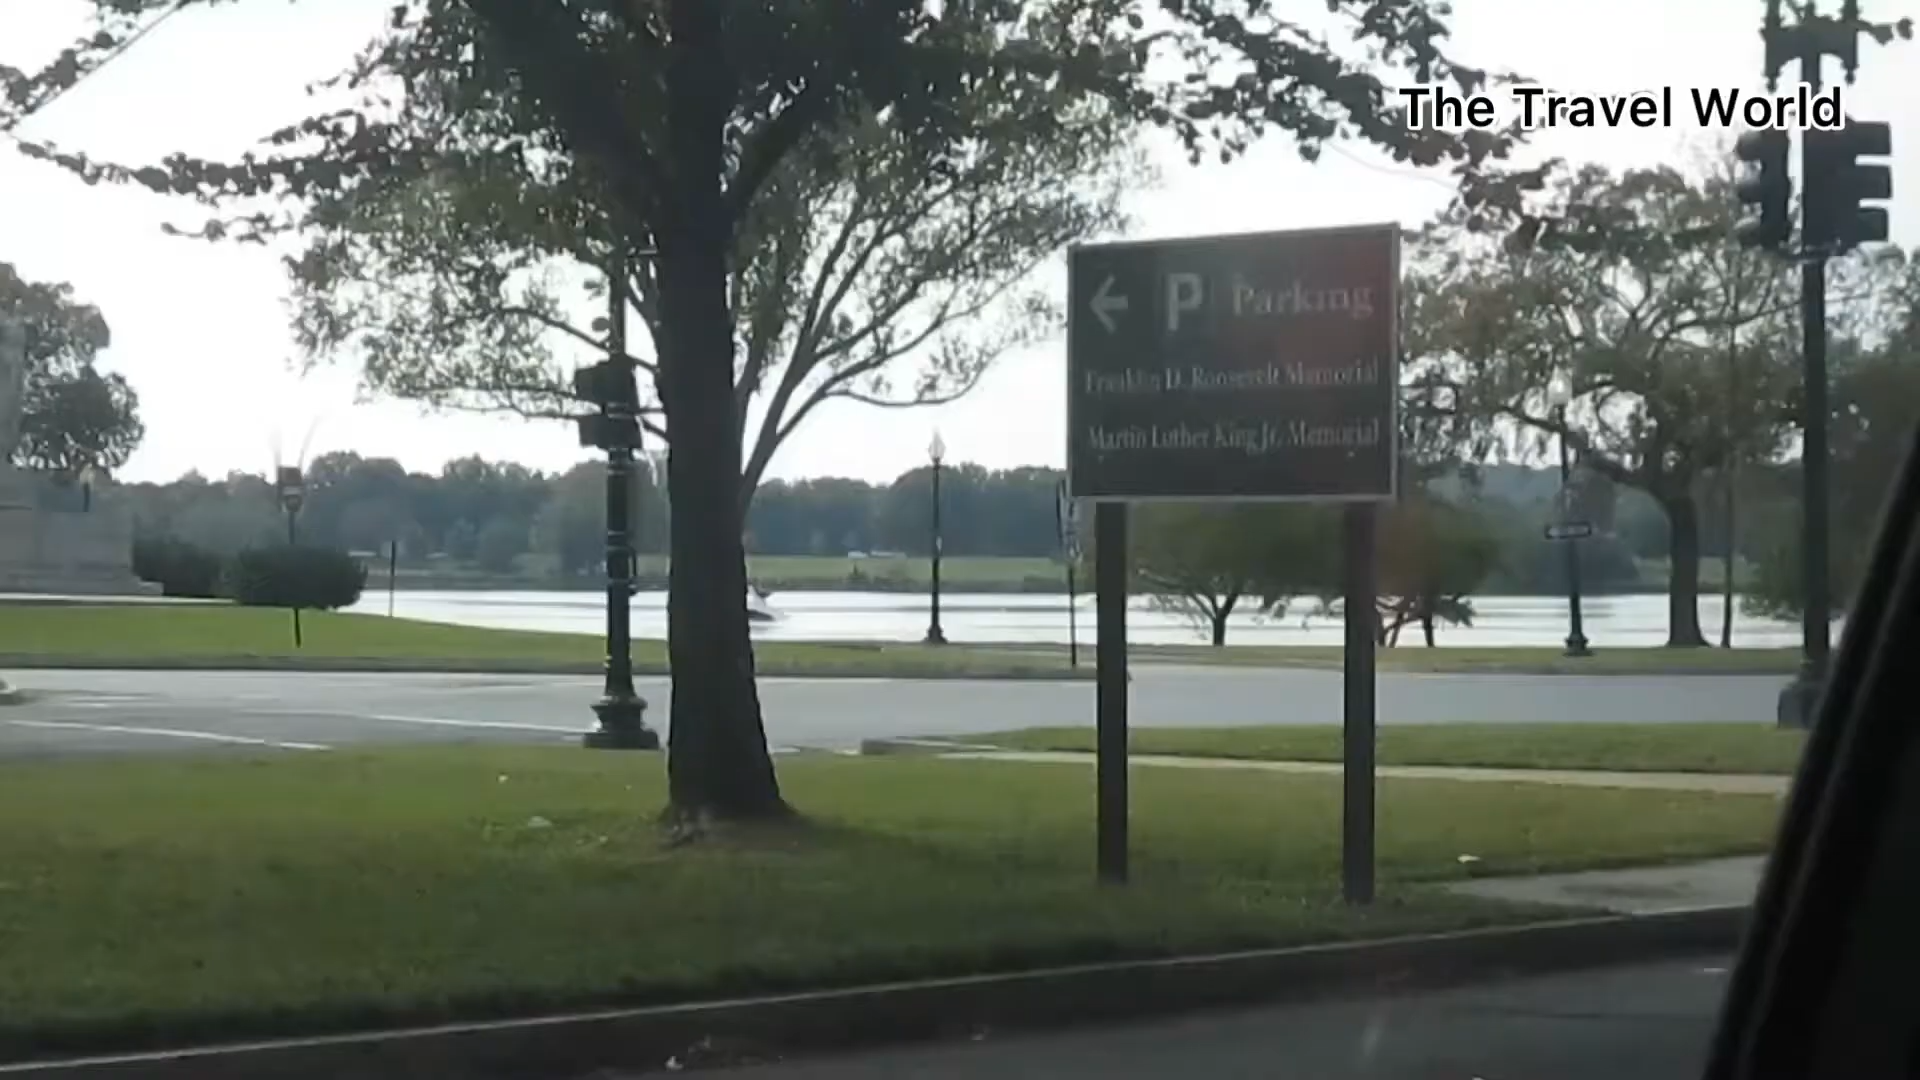 The Travel World
P Parking
Franklin D. Roosevelt Memorial
Martin Luther King Jr. Memorial